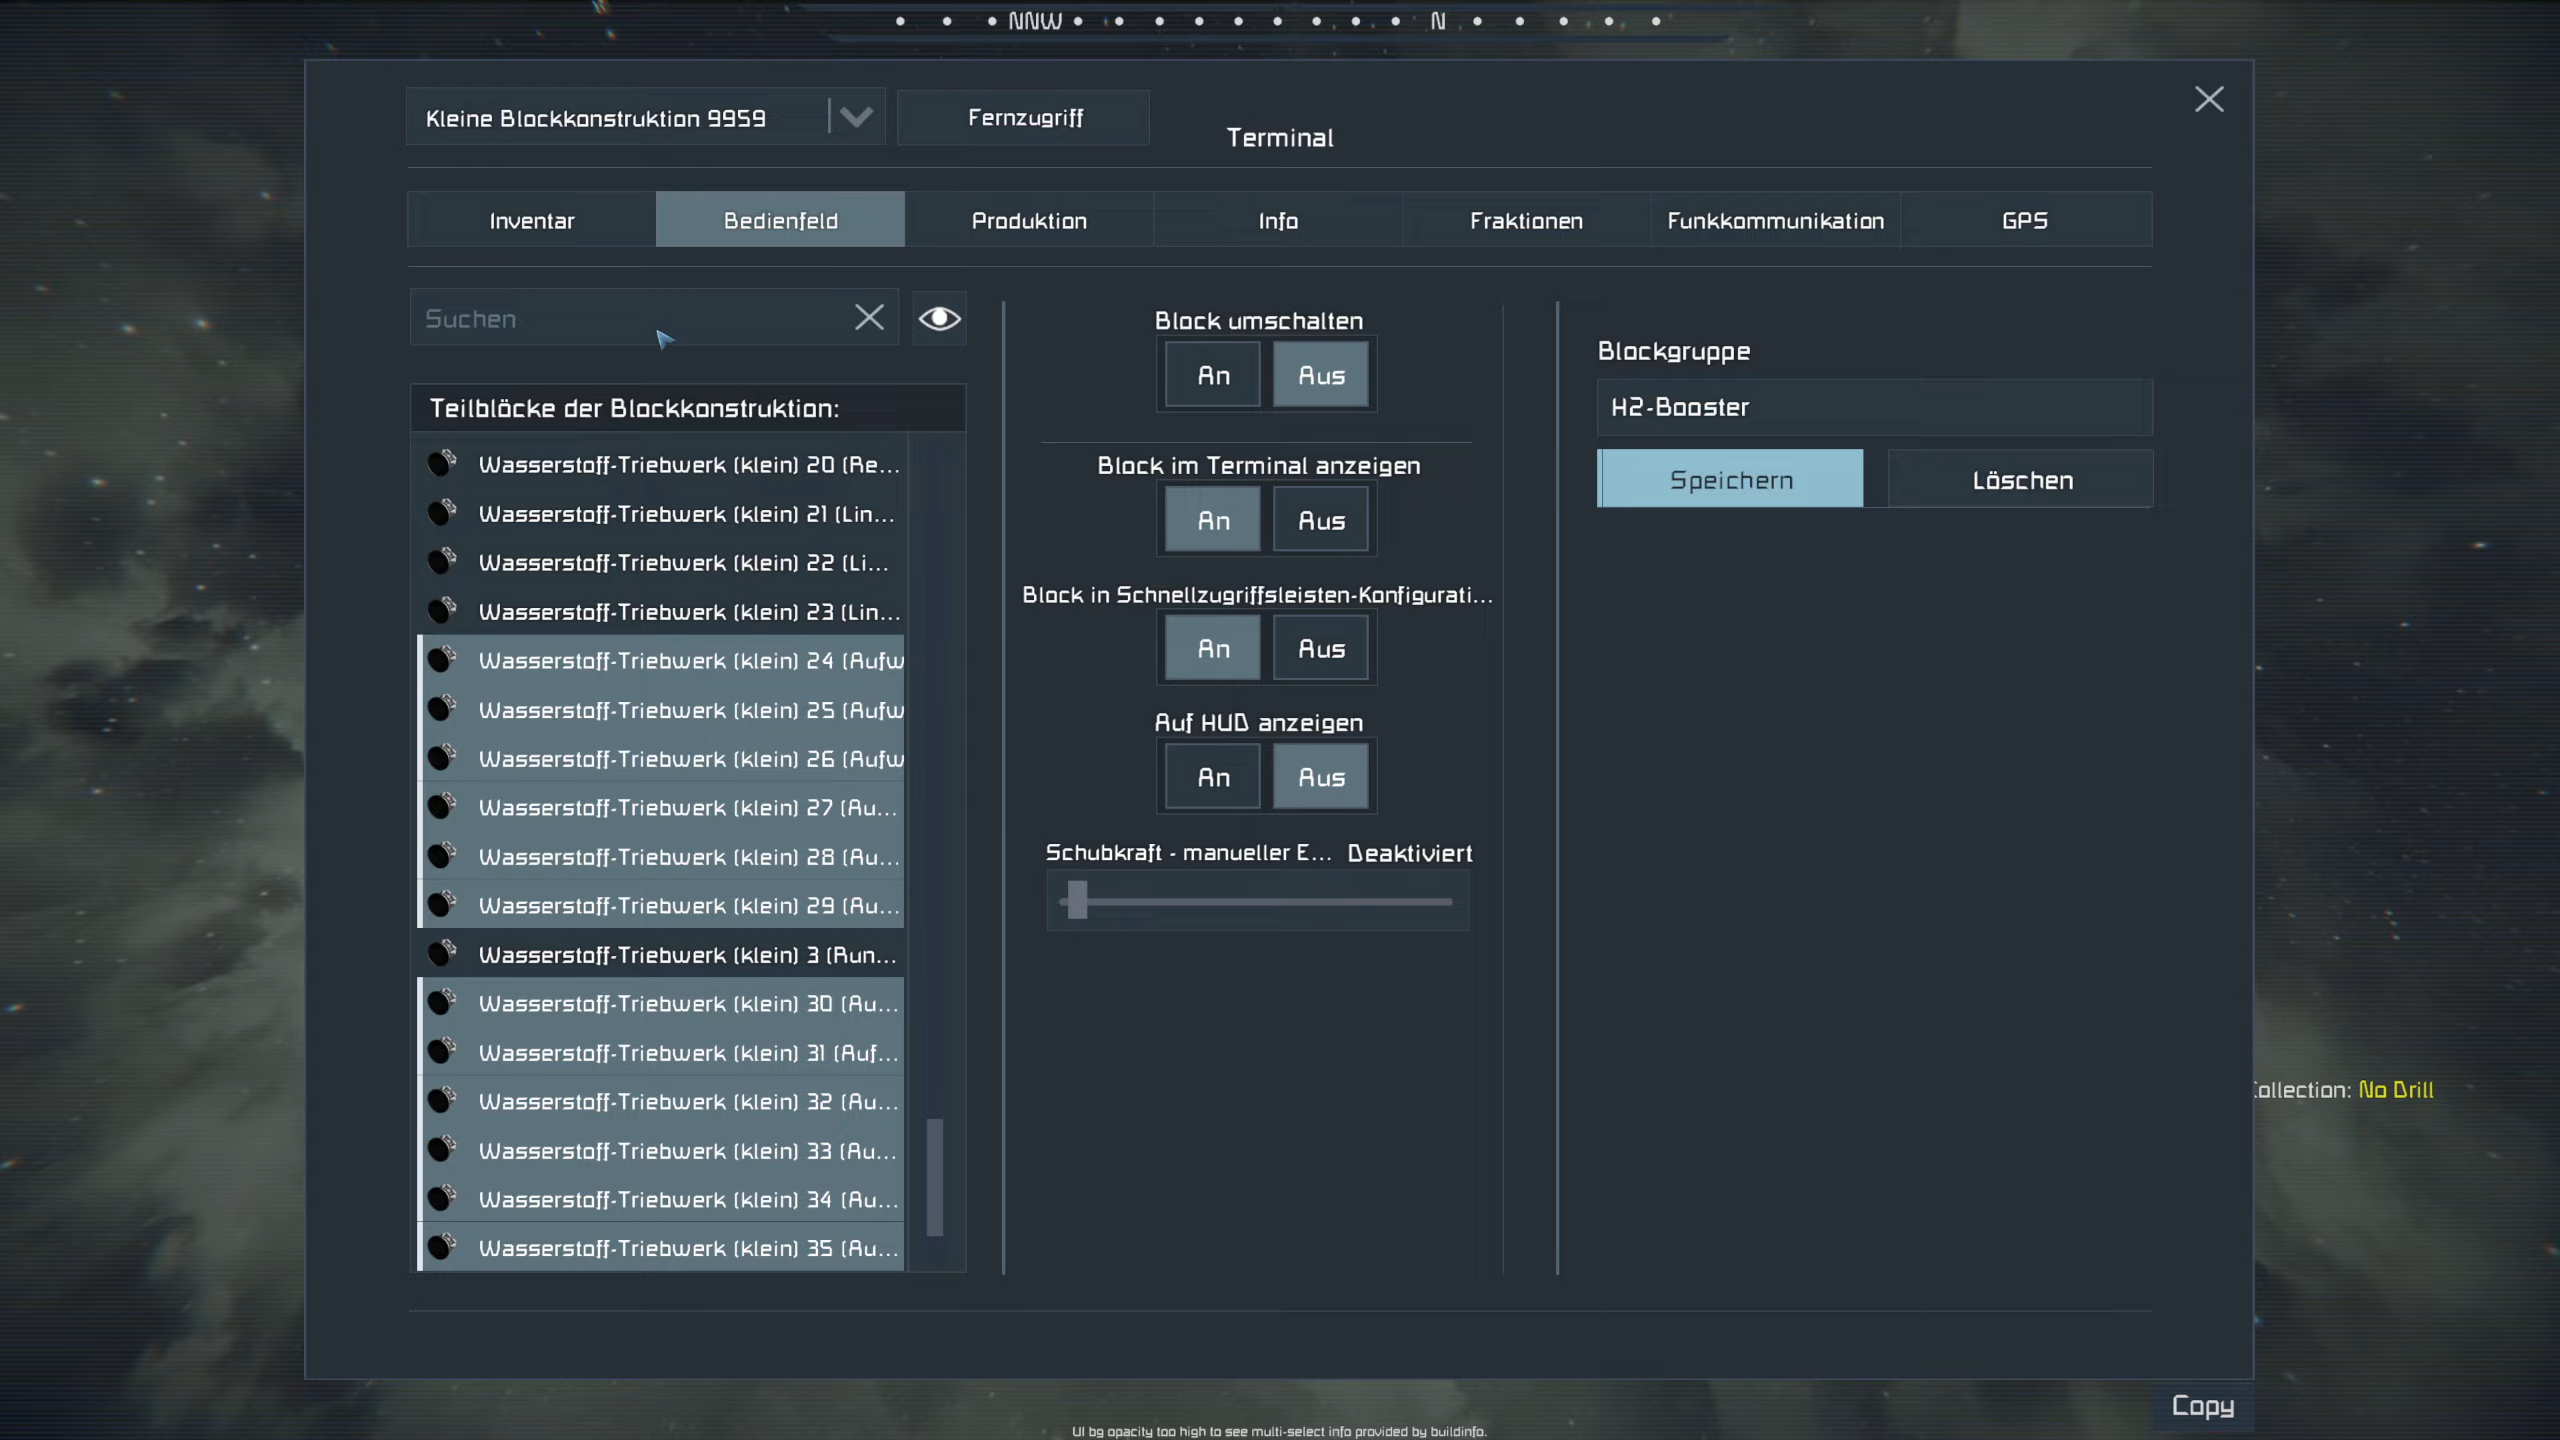 NNW N
Kleine Blockkonstruktion 9959
Fernzugriff
Terminal
Inventar
Bedienfeld
Produktion
Info
Fraktionen
Funkkommunikation
GPS
Suchen
Teilblöcke der Blockkonstruktion:
Wasserstoff-Triebwerk (klein) 20 (Re...
Wasserstoff-Triebwerk (klein) 21 (Lin...
Wasserstoff-Triebwerk (klein) 22 (Li...
Wasserstoff-Triebwerk (klein) 23 (Lin...
Wasserstoff-Triebwerk (klein) 24 (Aufw
Wasserstoff-Triebwerk (klein) 25 (Aufw
Wasserstoff-Triebwerk (klein) 26 (Aufw
Wasserstoff-Triebwerk (klein) 27 (Au...
Wasserstoff-Triebwerk (klein) 28 (Au...
Wasserstoff-Triebwerk (klein) 29 (Au...
Wasserstoff-Triebwerk (klein) 3 (Run...
Wasserstoff-Triebwerk (klein) 30 (Au...
Wasserstoff-Triebwerk (klein) 31 (Auf...
Wasserstoff-Triebwerk (klein) 32 (Au...
Wasserstoff-Triebwerk (klein) 33 (Au...
Wasserstoff-Triebwerk (klein) 34 (Au...
Wasserstoff-Triebwerk (klein) 35 (Au...
Block umschalten
An Aus
Block im Terminal anzeigen
An Aus
Block in Schnellzugriffsleisten-Konfigurati...
An Aus
Auf HUD anzeigen
An Aus
Schubkraft - manueller E... Deaktiviert
Blockgruppe
H2-Booster
Speichern
Löschen
ollection: No Drill
Copy
UI bg opacity too high to see multi-select info provided by buildinfo.